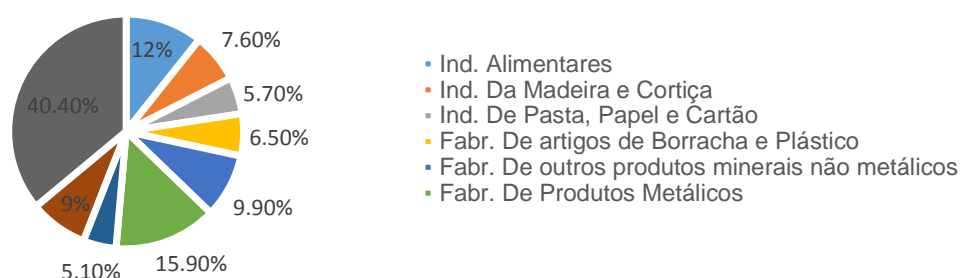 12%
7.60%
5.70%
6.50%
9.90%
15.90%
5.10%
9%
40.40%
Ind. Alimentares
Ind. Da Madeira e Cortiça
Ind. De Pasta, Papel e Cartão
Fabr. De artigos de Borracha e Plástico
Fabr. De outros produtos minerais não metálicos
Fabr. De Produtos Metálicos